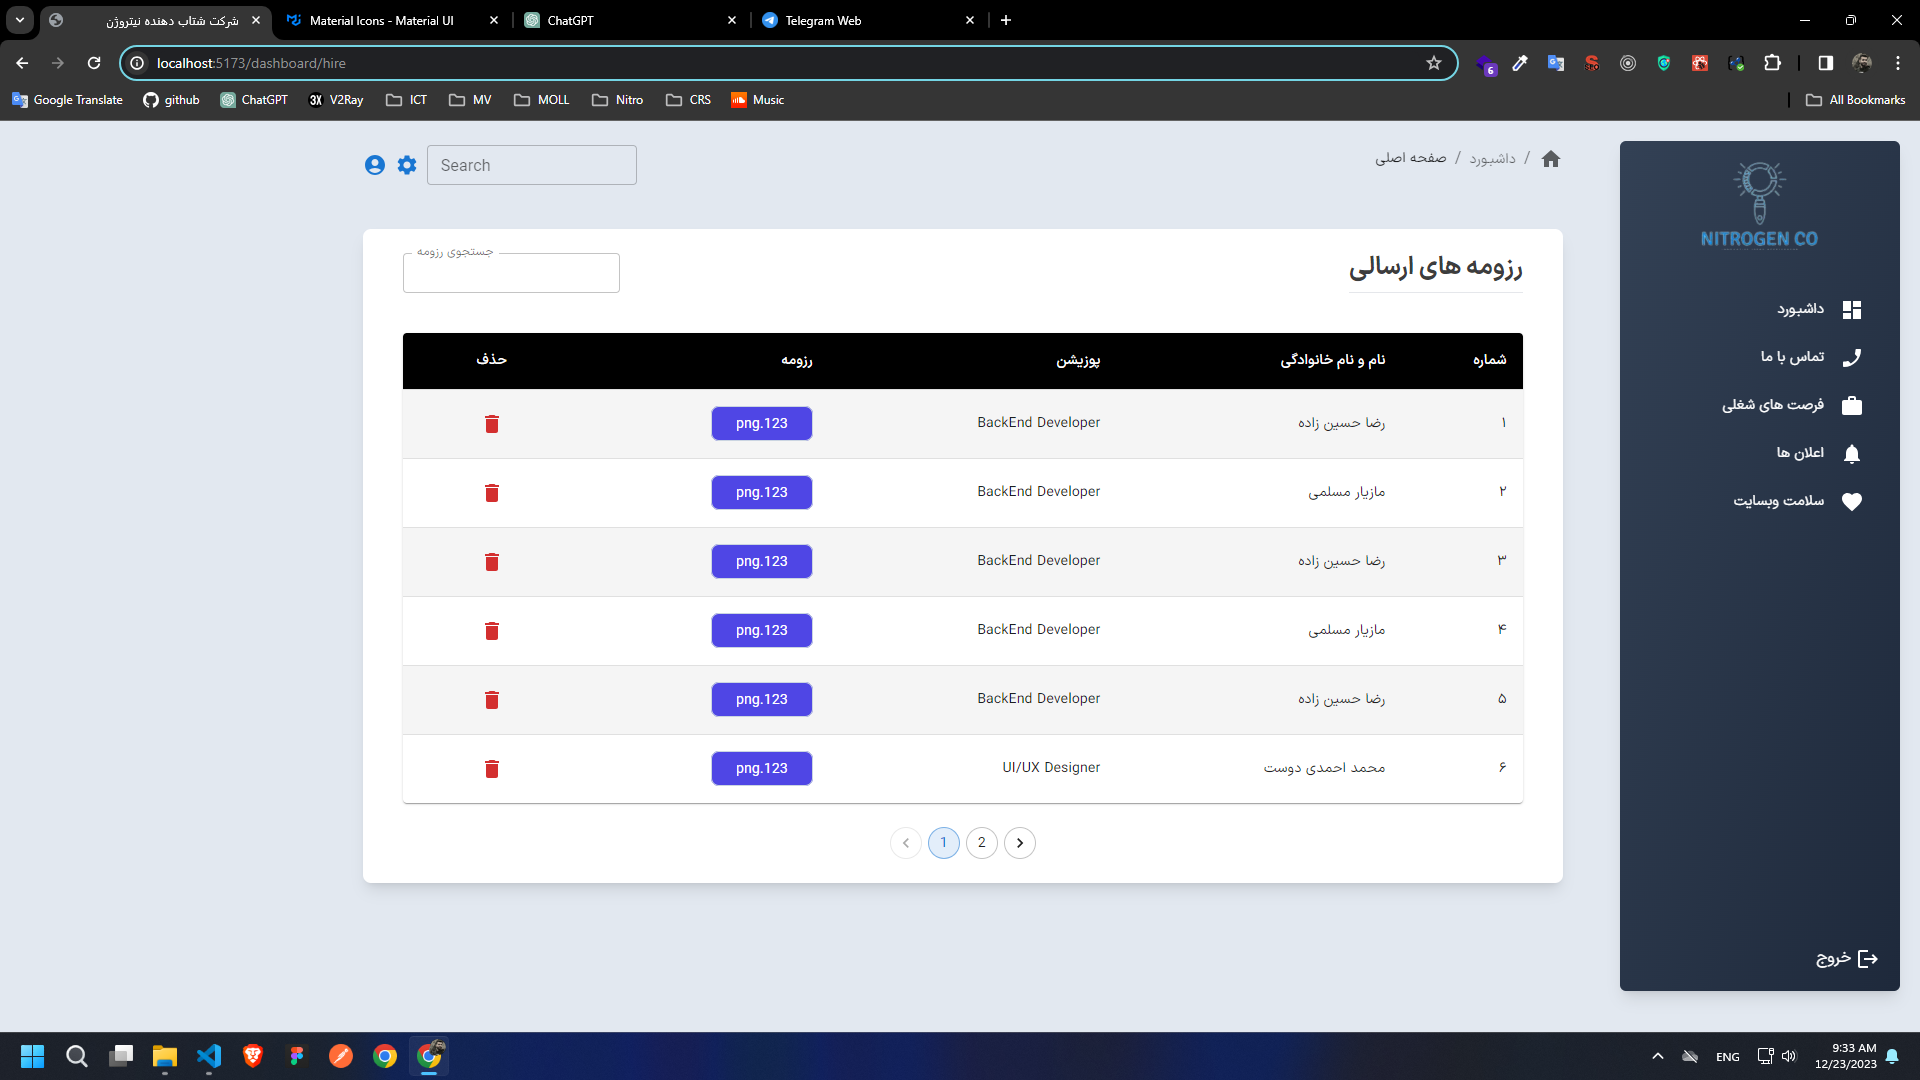 شرکت شتاب دهنده نیتروژن
Material Icons - Material UI
ChatGPT
Telegram Web
localhost:5173/dashboard/hire
6
Google Translate
github
ChatGPT
3X V2Ray
ICT
MV
MOLL
Nitro
CRS
Music
All Bookmarks
Search
داشبورد / صفحه اصلی /
NITROGEN CO
داشبورد
تماس با ما
فرصت های شغلی
اعلان ها
سلامت وبسایت
خروج
رزومه های ارسالی
جستجوی رزومه
شماره نام و نام خانوادگی پوزیشن رزومه حذف
۱ رضا حسین زاده BackEnd Developer png.123
۲ مازیار مسلمی BackEnd Developer png.123
۳ رضا حسین زاده BackEnd Developer png.123
۴ مازیار مسلمی BackEnd Developer png.123
۵ رضا حسین زاده BackEnd Developer png.123
۶ محمد احمدی دوست UI/UX Designer png.123
1 2
ENG
9:33 AM
12/23/2023